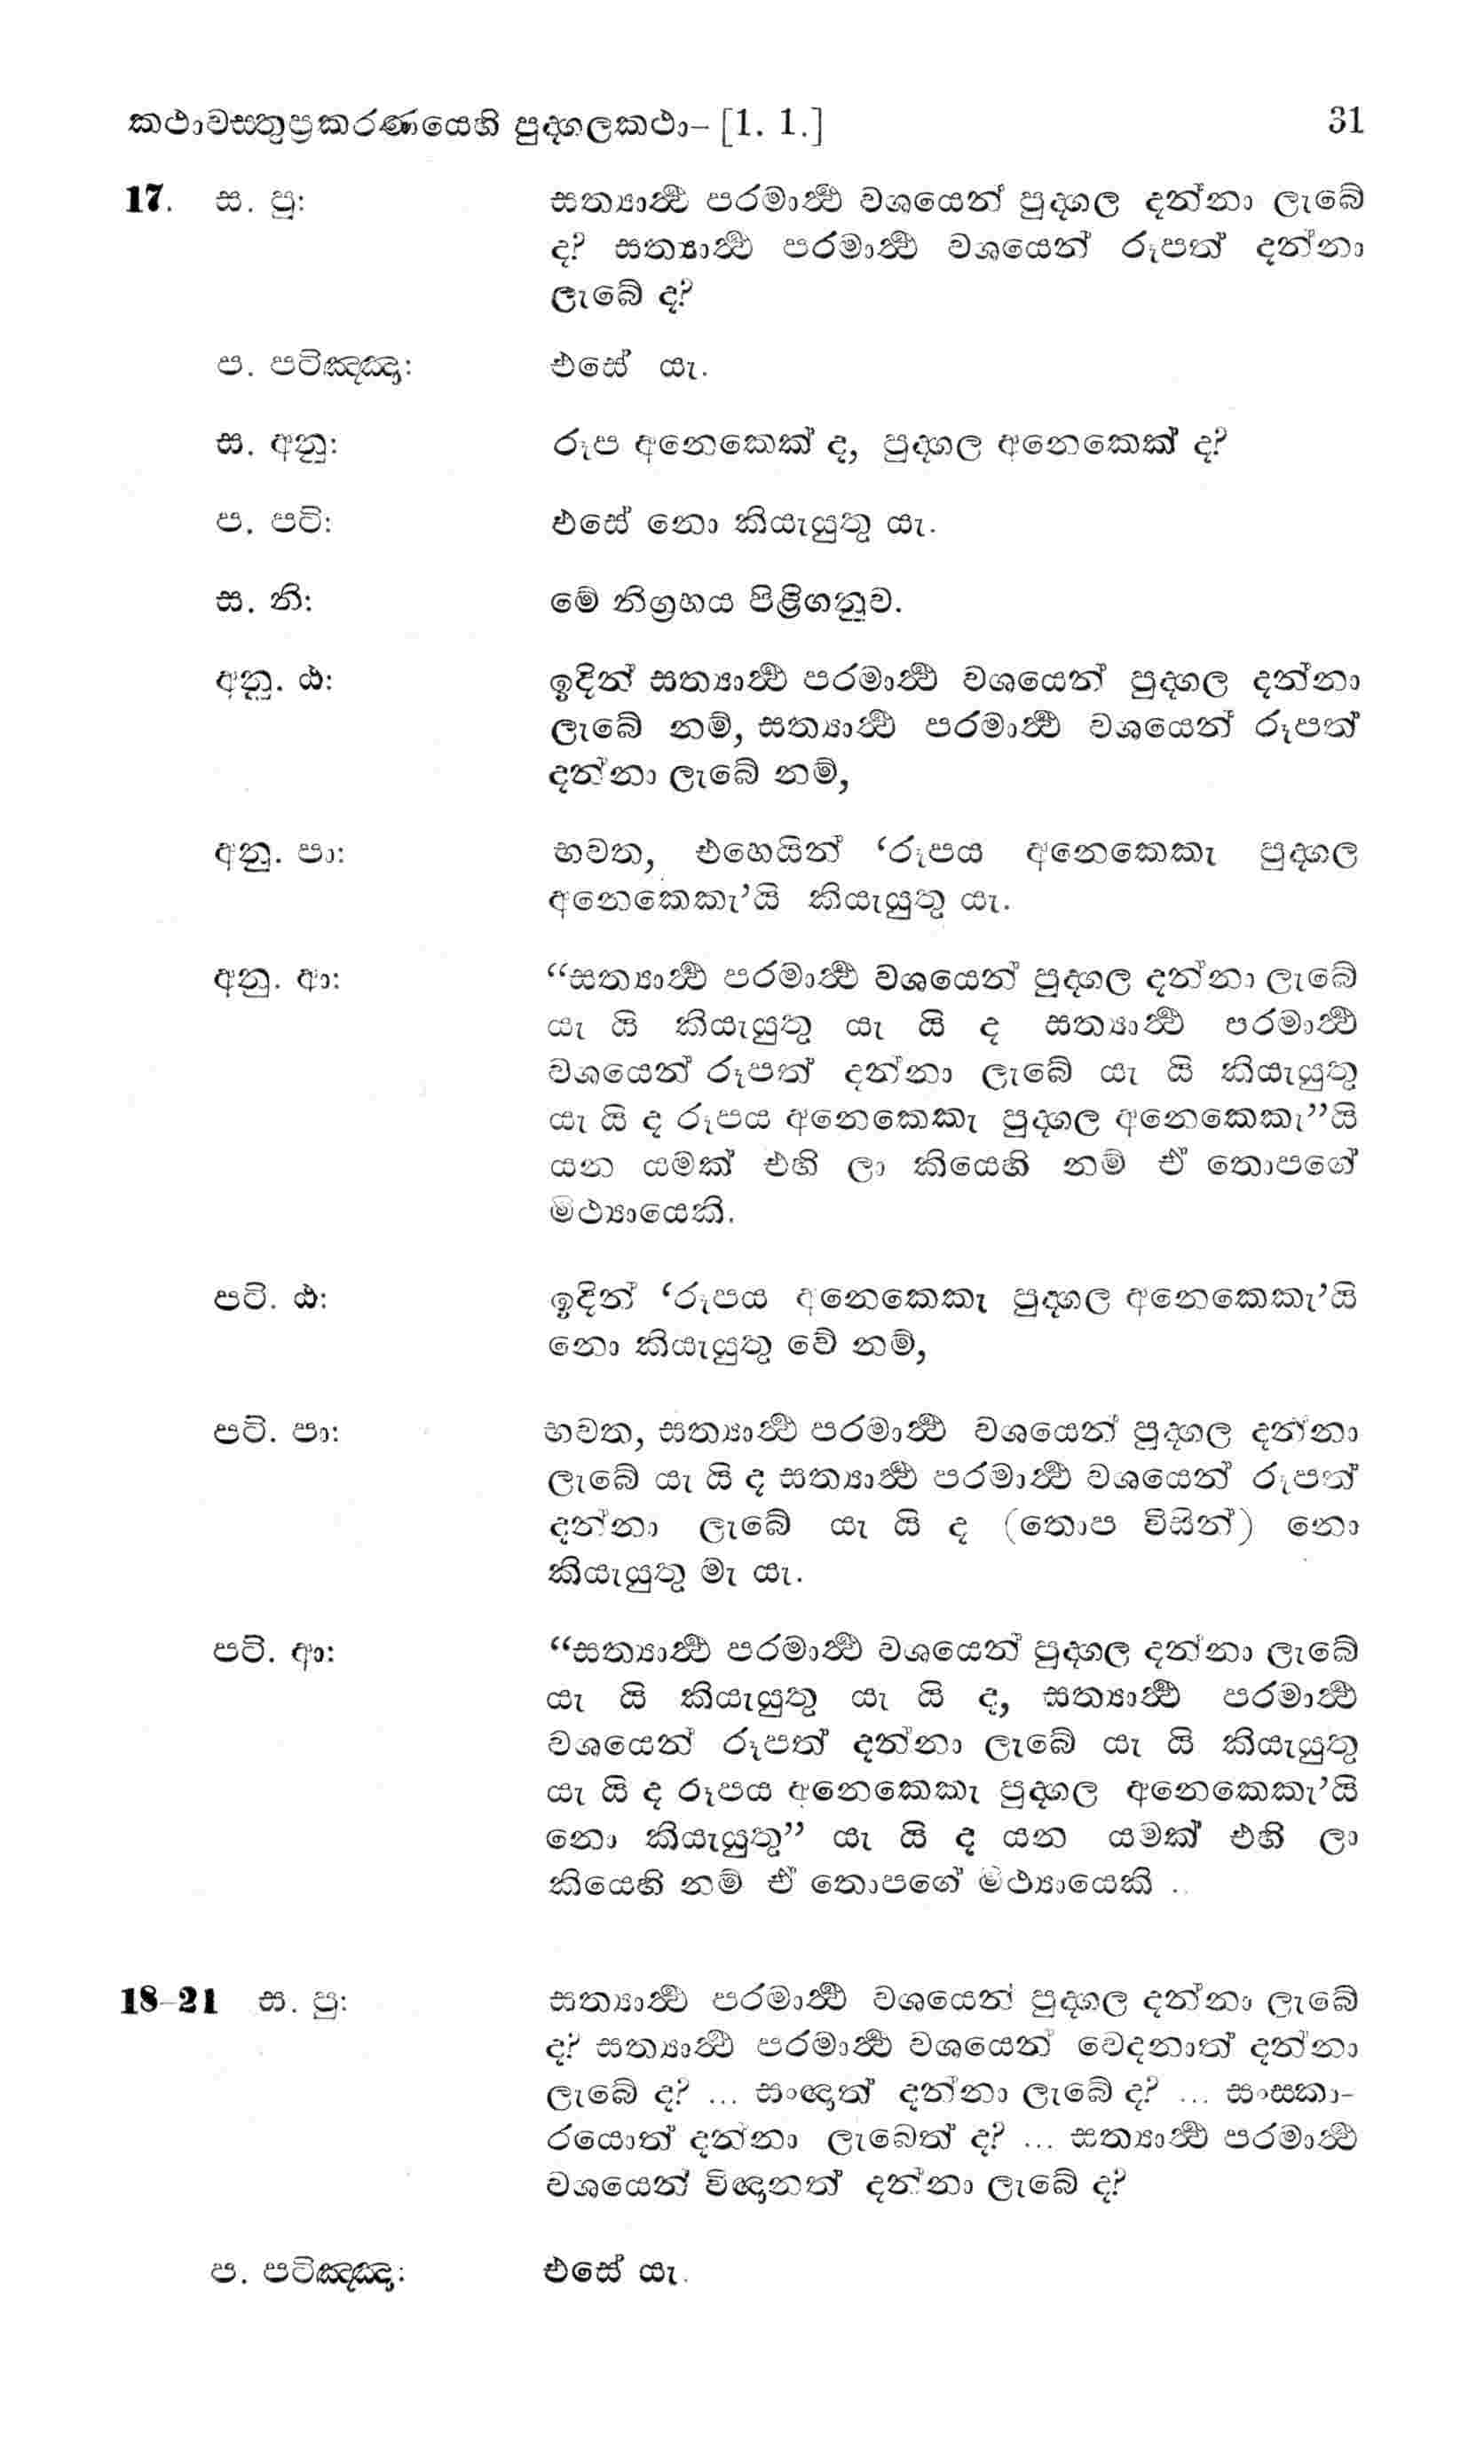 කථාවස්තුප්‍රකරණයෙහි පුද්ගලකථා- [1. 1.] 31
17. ස. පු: සත්‍යාර්‍ත්‍ථ පරමාර්‍ත්‍ථ වශයෙන් පුද්ගල දන්නා ලැබේ
ද? සත්‍යාර්‍ත්‍ථ පරමාර්‍ත්‍ථ වශයෙන් රූපත් දන්නා
ලැබේ ද?
ප. පටිඤ්ඤා: එසේ යැ.
ස. අනු: රූප අනෙකෙක් ද, පුද්ගල අනෙකෙක් ද?
ප. පටි: එසේ නො කියැයුතු යැ.
ස. නි: මේ නිග්‍රහය පිළිගනුව.
අනු. ඨ: ඉදින් සත්‍යාර්‍ත්‍ථ පරමාර්‍ත්‍ථ වශයෙන් පුද්ගල දන්නා
ලැබේ නම්, සත්‍යාර්‍ත්‍ථ පරමාර්‍ත්‍ථ වශයෙන් රූපත්
දන්නා ලැබේ නම්,
අනු. පා: භවත, එහෙයින් ‘රූපය අනෙකෙකැ පුද්ගල
අනෙකෙකැ’යි කියැයුතු යැ.
අනු. ආ: “සත්‍යාර්‍ත්‍ථ පරමාර්‍ත්‍ථ වශයෙන් පුද්ගල දන්නා ලැබේ
යැ යි කියැයුතු යැ යි ද සත්‍යාර්‍ත්‍ථ පරමාර්‍ත්‍ථ
වශයෙන් රූපත් දන්නා ලැබේ යැ යි කියැයුතු
යැ යි ද රූපය අනෙකෙකැ පුද්ගල අනෙකෙකැ”යි
යන යමක් එහි ලා කියෙහි නම් ඒ තොපගේ
මිථ්‍යායෙකි.
පටි. ඨ: ඉදින් ‘රූපය අනෙකෙකැ පුද්ගල අනෙකෙකැ’යි
නො කියැයුතු වේ නම්,
පටි. පා: භවත, සත්‍යාර්‍ත්‍ථ පරමාර්‍ත්‍ථ වශයෙන් පුද්ගල දන්නා
ලැබේ යැ යි ද සත්‍යාර්‍ත්‍ථ පරමාර්‍ත්‍ථ වශයෙන් රූපත්
දන්නා ලැබේ යැ යි ද (තොප විසින්) නො
කියැයුතු මැ යැ.
පටි. ආ: “සත්‍යාර්‍ත්‍ථ පරමාර්‍ත්‍ථ වශයෙන් පුද්ගල දන්නා ලැබේ
යැ යි කියැයුතු යැ යි ද, සත්‍යාර්‍ත්‍ථ පරමාර්‍ත්‍ථ
වශයෙන් රූපත් දන්නා ලැබේ යැ යි කියැයුතු
යැ යි ද රූපය අනෙකෙකැ පුද්ගල අනෙකෙකැ’යි
නො කියැයුතු” යැ යි ද යන යමක් එහි ලා
කියෙහි නම් ඒ තොපගේ මිථ්‍යායෙකි ..
18-21 ස. පු: සත්‍යාර්‍ත්‍ථ පරමාර්‍ත්‍ථ වශයෙන් පුද්ගල දන්නා ලැබේ
ද? සත්‍යාර්‍ත්‍ථ පරමාර්‍ත්‍ථ වශයෙන් වෙදනාත් දන්නා
ලැබේ ද? ... සංඥාත් දන්නා ලැබේ ද? ... සංස්කා-
රයොත් දන්නා ලැබෙත් ද? ... සත්‍යාර්‍ත්‍ථ පරමාර්‍ත්‍ථ
වශයෙන් විඥානත් දන්නා ලැබේ ද?
ප. පටිඤ්ඤා: එසේ යැ.